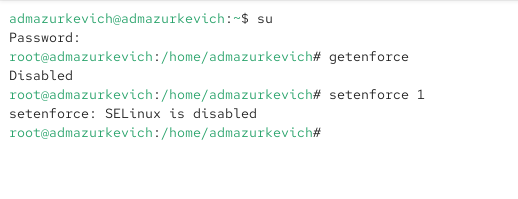 admazurkevich@admazurkevich:~$ su
Password:
root@admazurkevich:/home/admazurkevich# getenforce
Disabled
root@admazurkevich:/home/admazurkevich# setenforce 1
setenforce: SELinux is disabled
root@admazurkevich:/home/admazurkevich#